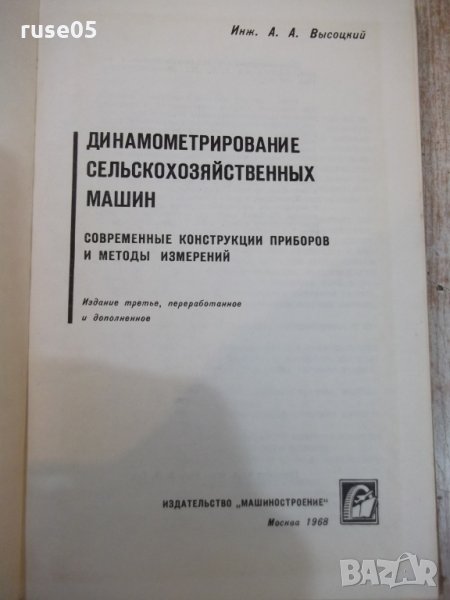 ruse05
Инж. А. А. Высоцкий
ДИНАМОМЕТРИРОВАНИЕ
СЕЛЬСКОХОЗЯЙСТВЕННЫХ
МАШИН
СОВРЕМЕННЫЕ КОНСТРУКЦИИ ПРИБОРОВ
И МЕТОДЫ ИЗМЕРЕНИЙ
Издание третье, переработанное
и дополненное
ИЗДАТЕЛЬСТВО „МАШИНОСТРОЕНИЕ"
Москва 1968
BAZAR